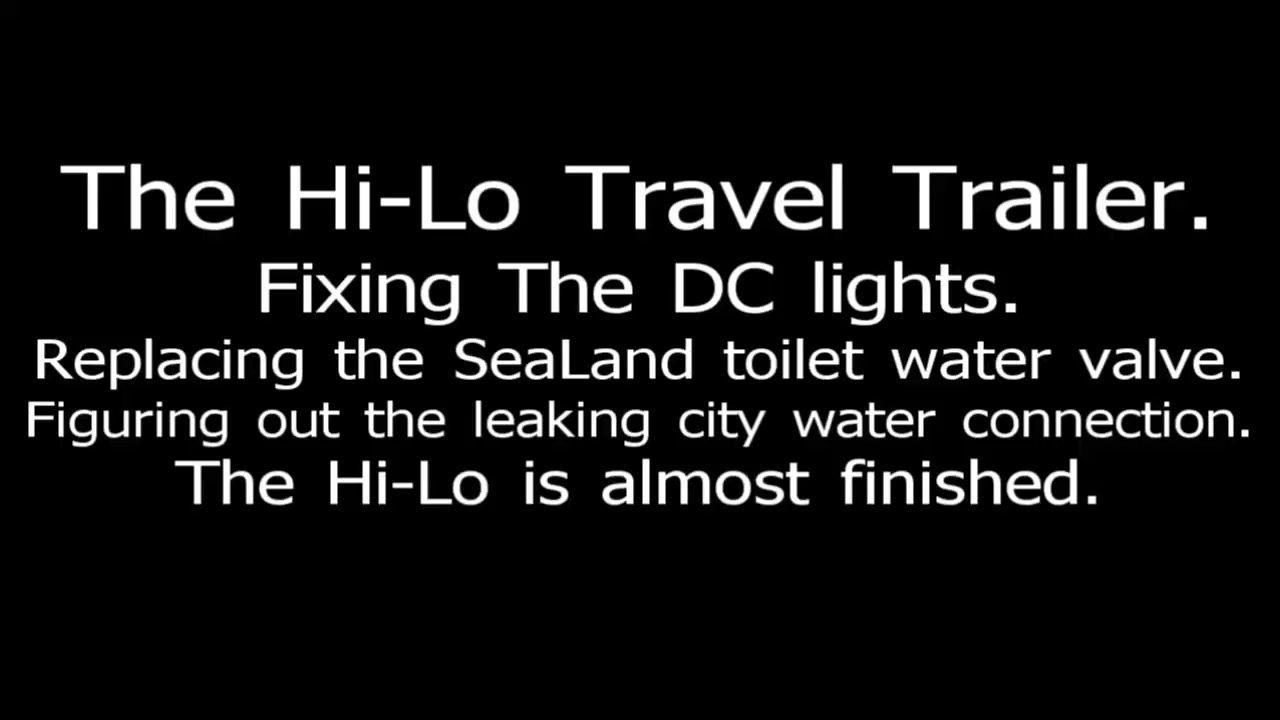 The Hi-Lo Travel Trailer.
Fixing The DC lights.
Replacing the SeaLand toilet water valve.
Figuring out the leaking city water connection.
The Hi-Lo is almost finished.